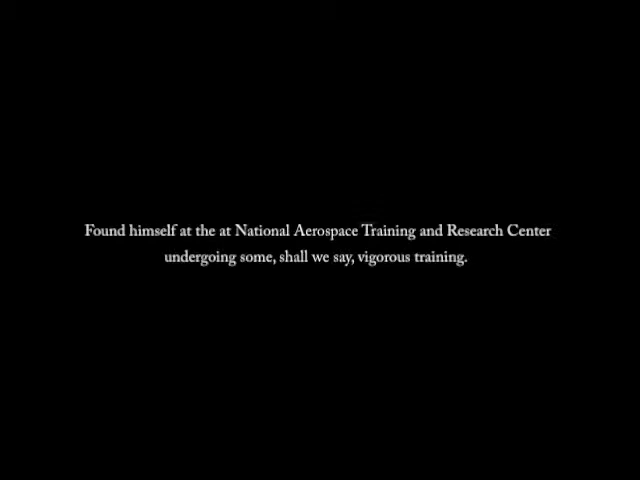 Found himself at the at National Aerospace Training and Research Center
undergoing some, shall we say, vigorous training.